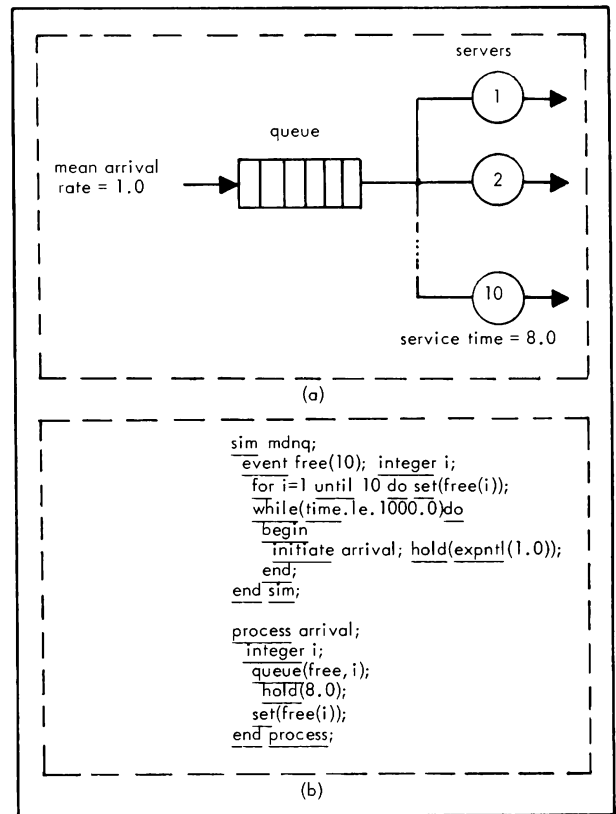 servers
1
queue
mean arrival
rate = 1.0
2
10
service time = 8.0
(a)
sim mdnq;
event free(10); integer i;
for i=1 until 10 do set(free(i));
while(time.le.1000.0)do
begin
initiate arrival; hold(expntl(1.0));
end;
end sim;
process arrival;
integer i;
queue(free,i);
hold(8.0);
set(free(i));
end process;
(b)